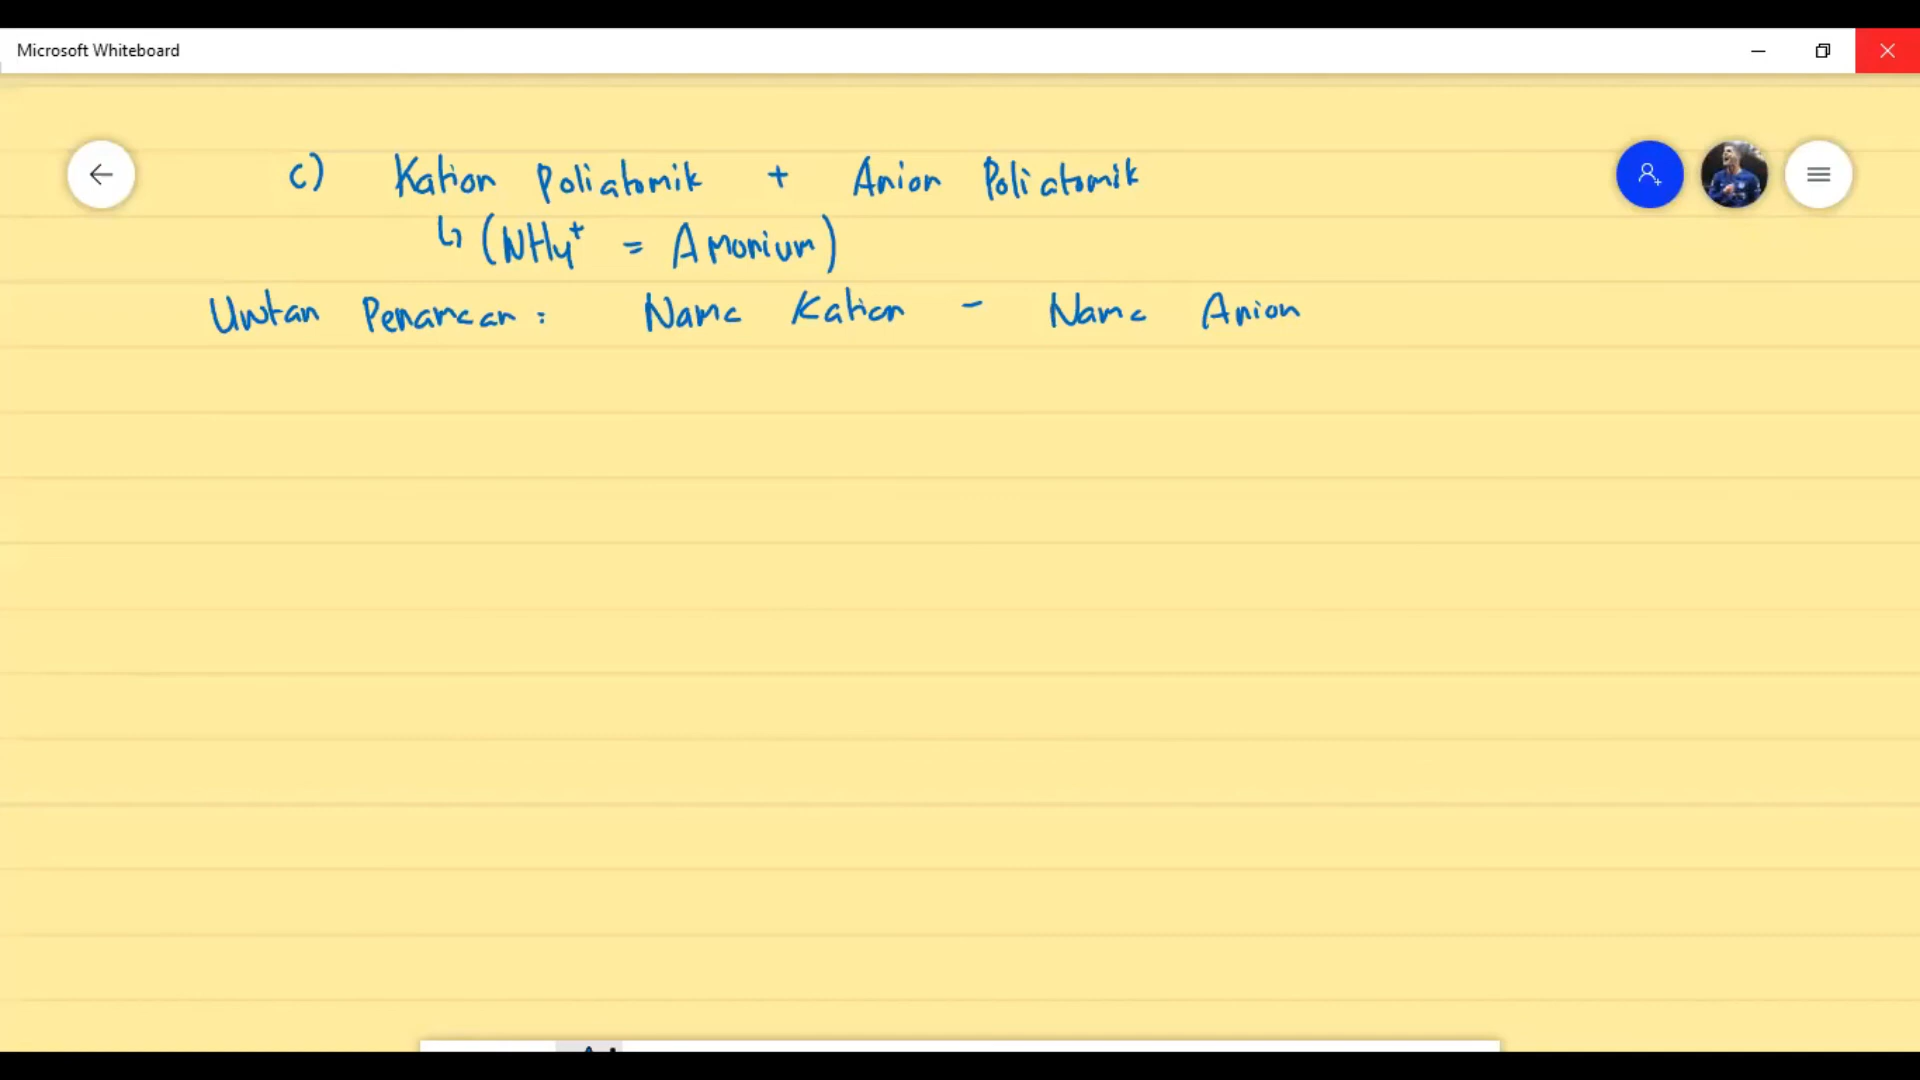 Microsoft Whiteboard
c) Kation Poliatomik + Anion Poliatomik
↳ (NH4+ = Amonium)
Urutan Penamaan : Nama Kation - Nama Anion